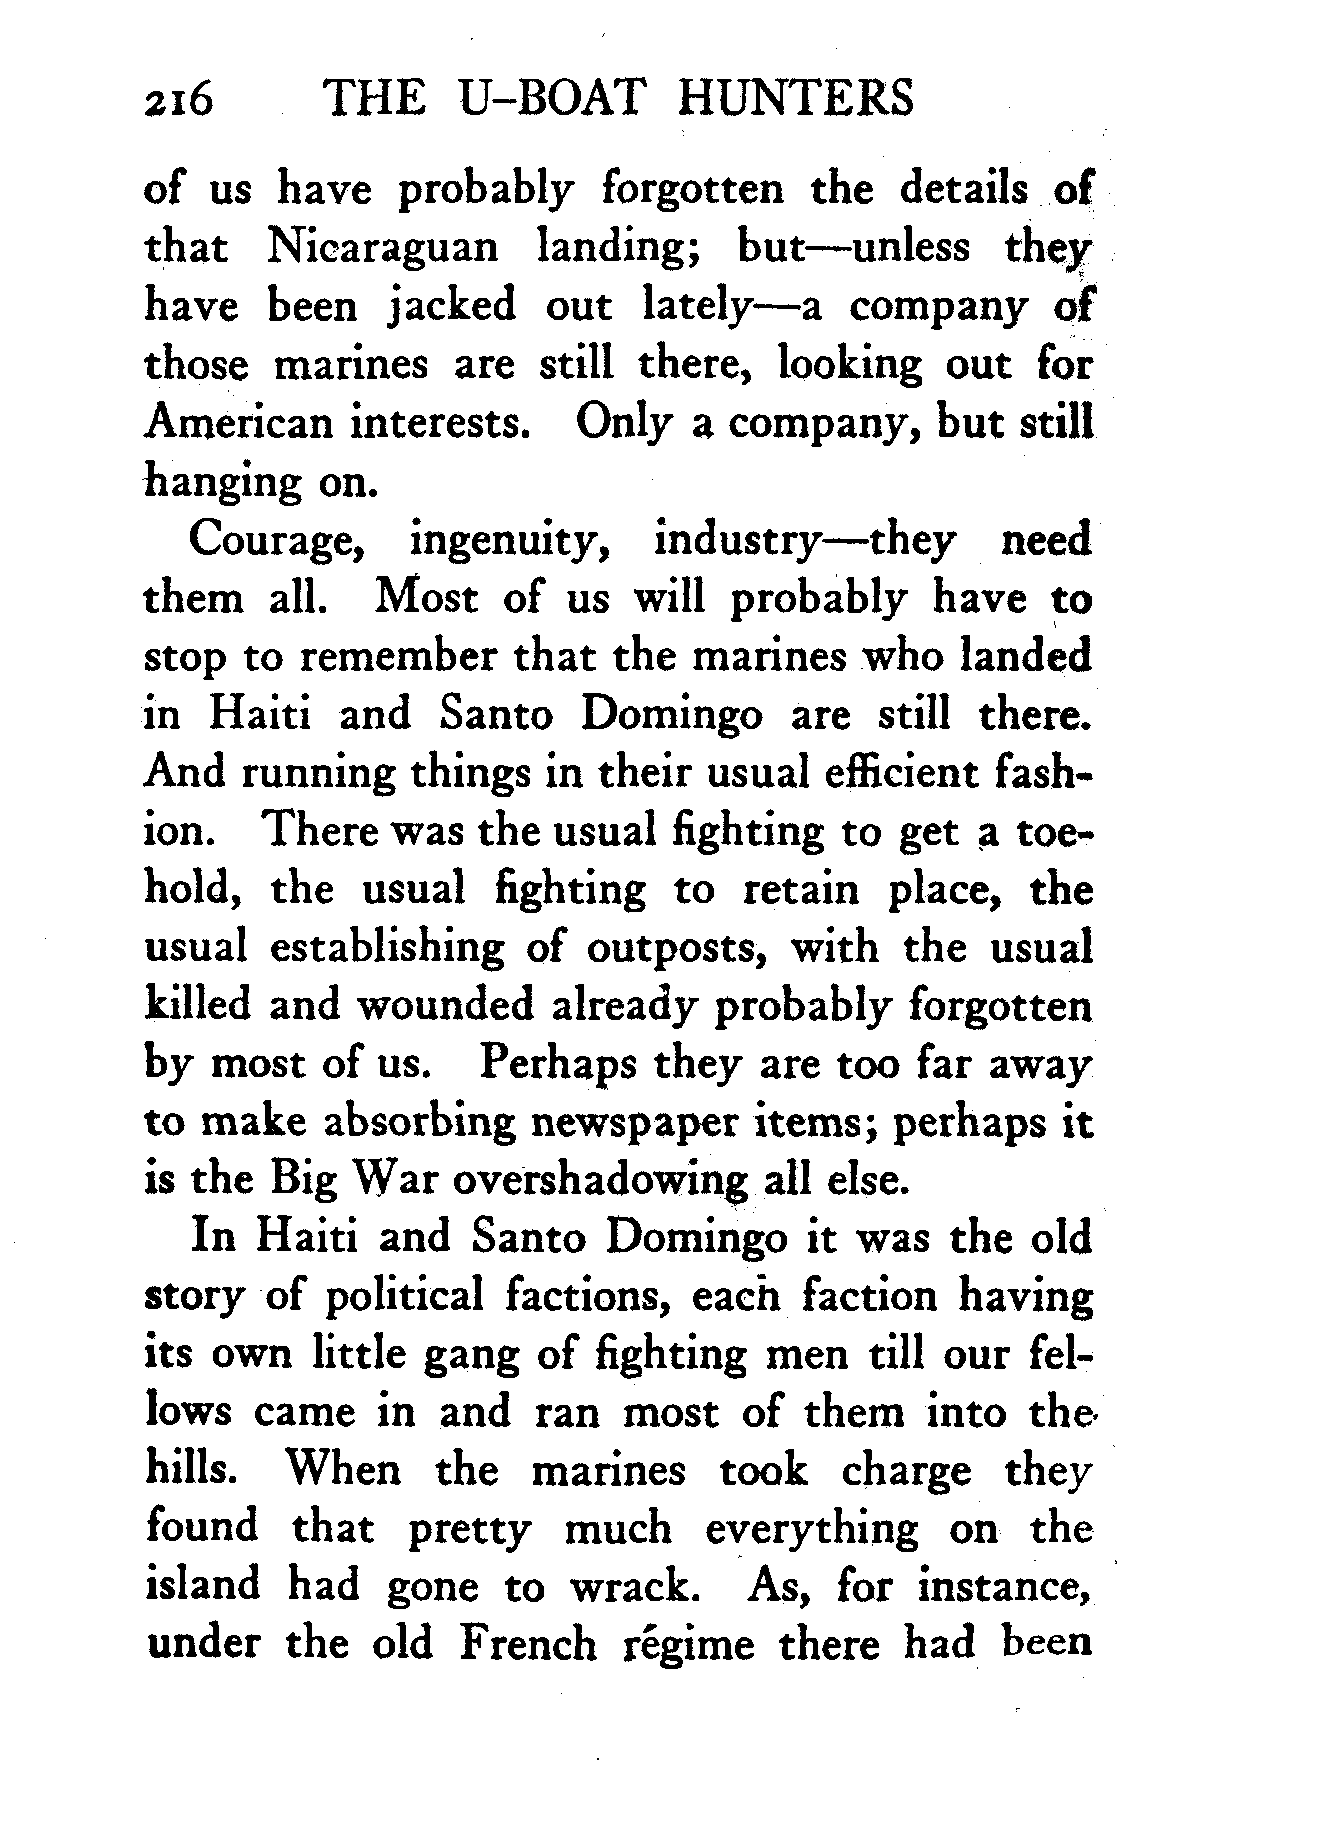 216 THE U-BOAT HUNTERS
of us have probably forgotten the details of
that Nicaraguan landing; but—unless they
have been jacked out lately—a company of
those marines are still there, looking out for
American interests. Only a company, but still
hanging on.
Courage, ingenuity, industry—they need
them all. Most of us will probably have to
stop to remember that the marines who landed
in Haiti and Santo Domingo are still there.
And running things in their usual efficient fash-
ion. There was the usual fighting to get a toe-
hold, the usual fighting to retain place, the
usual establishing of outposts, with the usual
killed and wounded already probably forgotten
by most of us. Perhaps they are too far away
to make absorbing newspaper items; perhaps it
is the Big War overshadowing all else.
In Haiti and Santo Domingo it was the old
story of political factions, each faction having
its own little gang of fighting men till our fel-
lows came in and ran most of them into the
hills. When the marines took charge they
found that pretty much everything on the
island had gone to wrack. As, for instance,
under the old French régime there had been